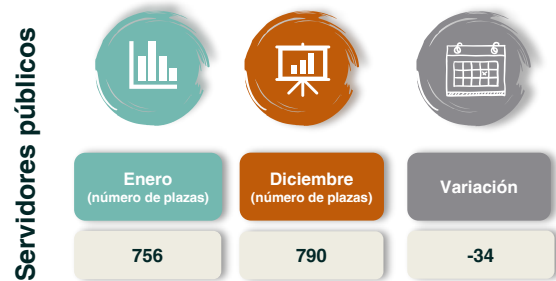 Servidores públicos
Enero
(número de plazas)
Diciembre
(número de plazas)
Variación
756
790
-34